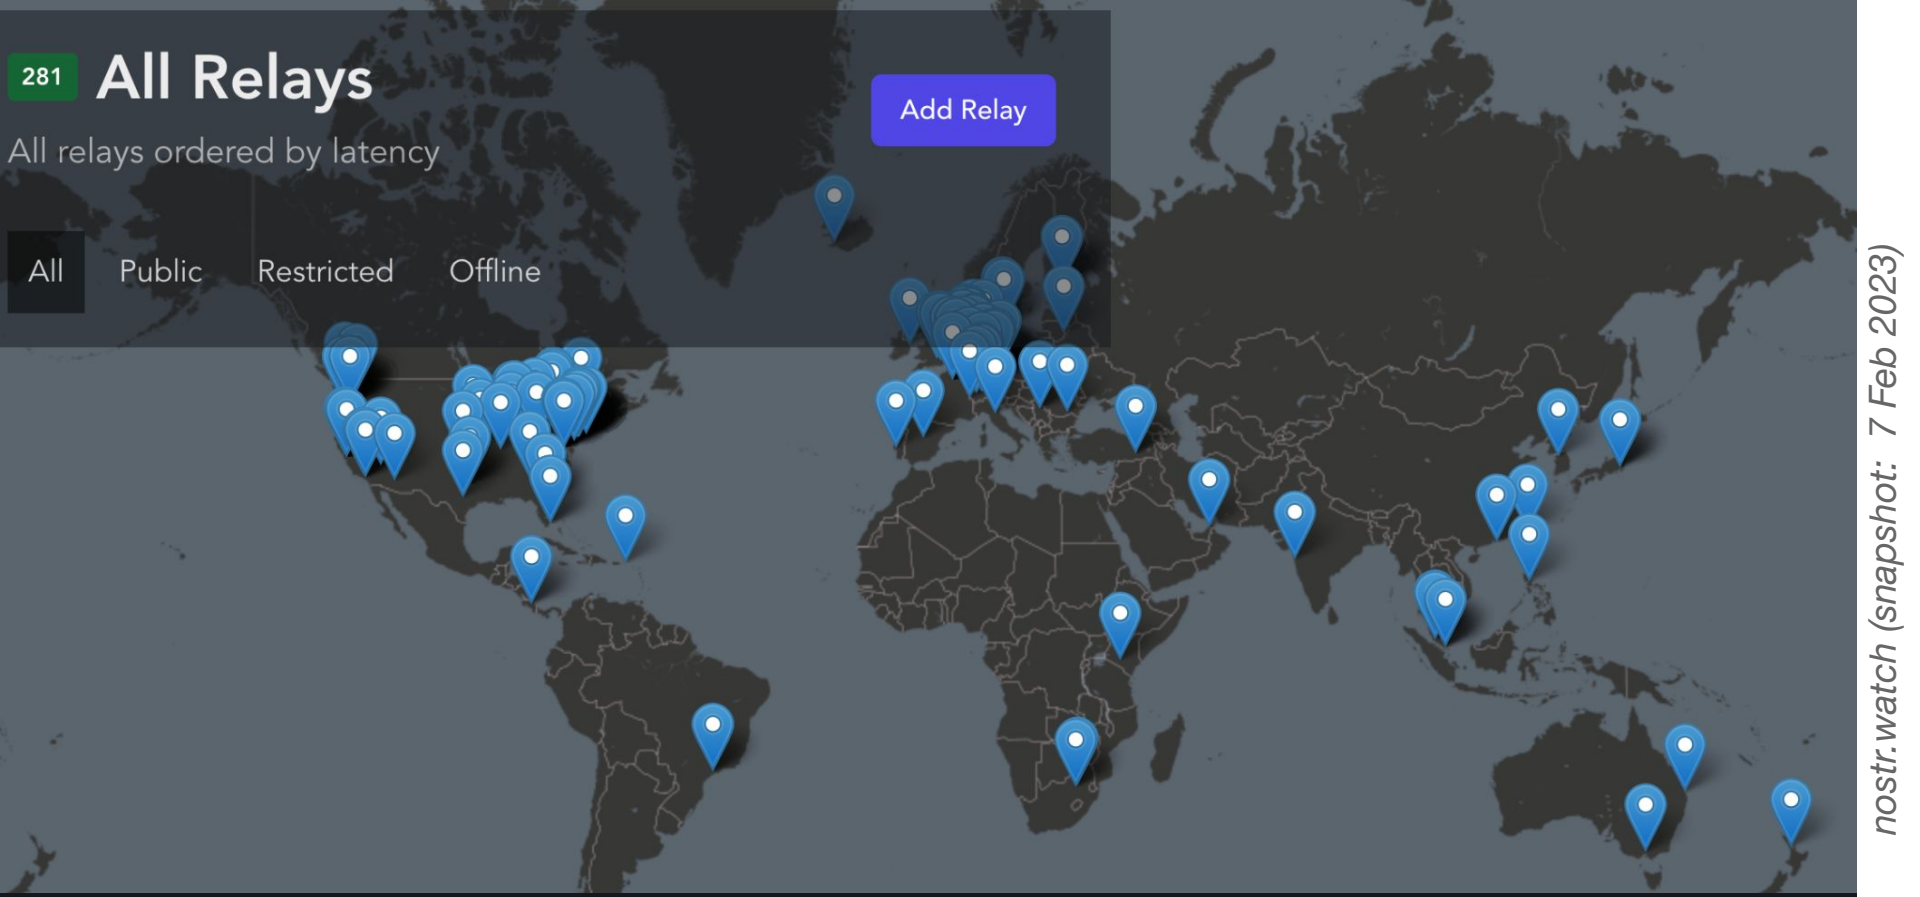 281 All Relays
All relays ordered by latency
Add Relay
All Public Restricted Offline
nostr.watch (snapshot: 7 Feb 2023)